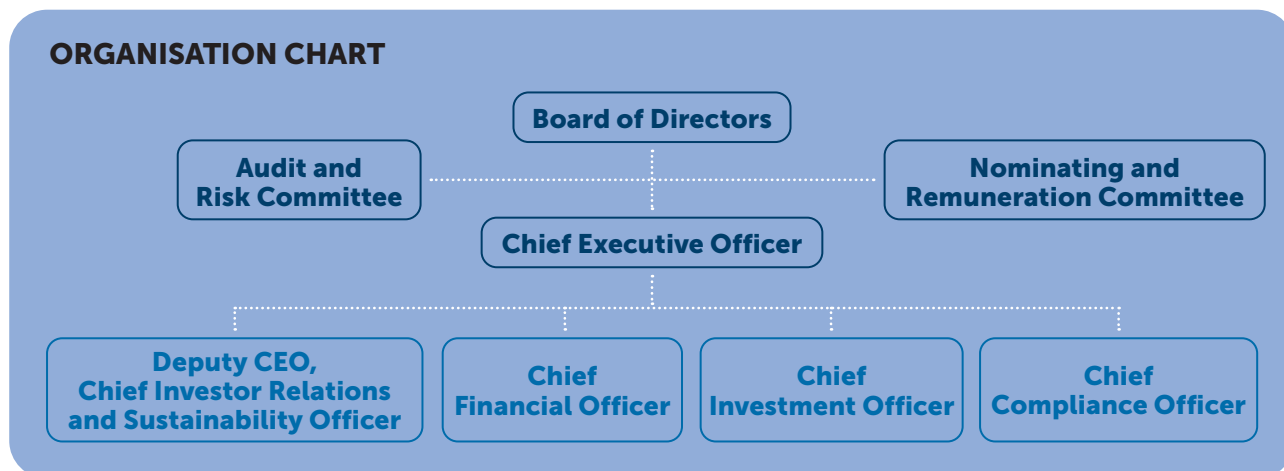 ORGANISATION CHART
Board of Directors
Audit and
Risk Committee
Nominating and
Remuneration Committee
Chief Executive Officer
Deputy CEO,
Chief Investor Relations
and Sustainability Officer
Chief
Financial Officer
Chief
Investment Officer
Chief
Compliance Officer